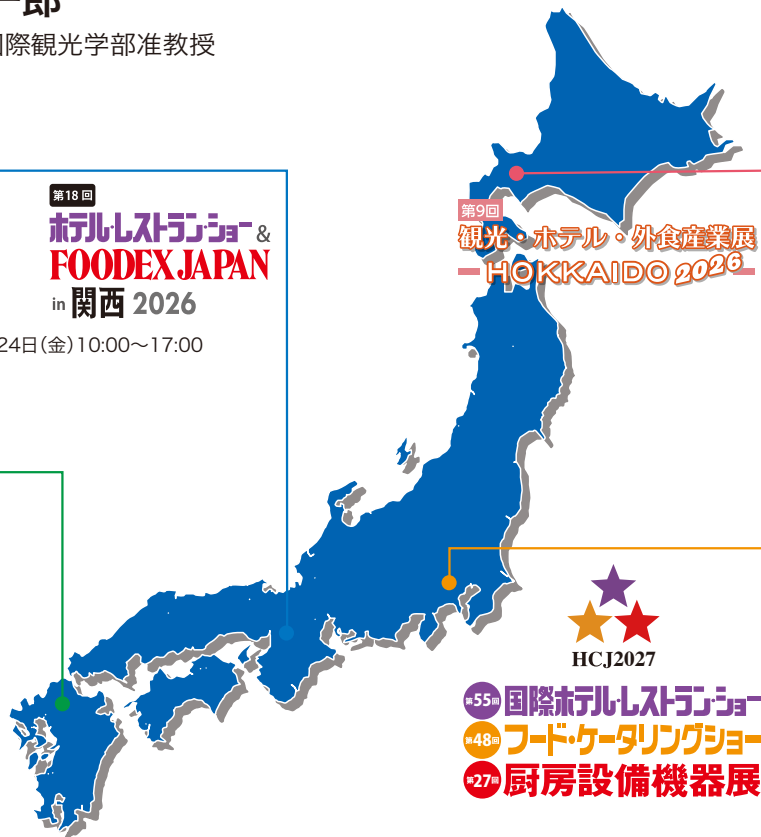 一郎
際観光学部准教授
第18回
ホテル・レストラン・ショー&
FOODEX JAPAN
in 関西 2026
24日(金)10:00〜17:00
第9回
観光・ホテル・外食産業展
HOKKAIDO 2026
HCJ2027
第55回 国際ホテル・レストラン・ショー
第48回 フード・ケータリングショー
第27回 厨房設備機器展